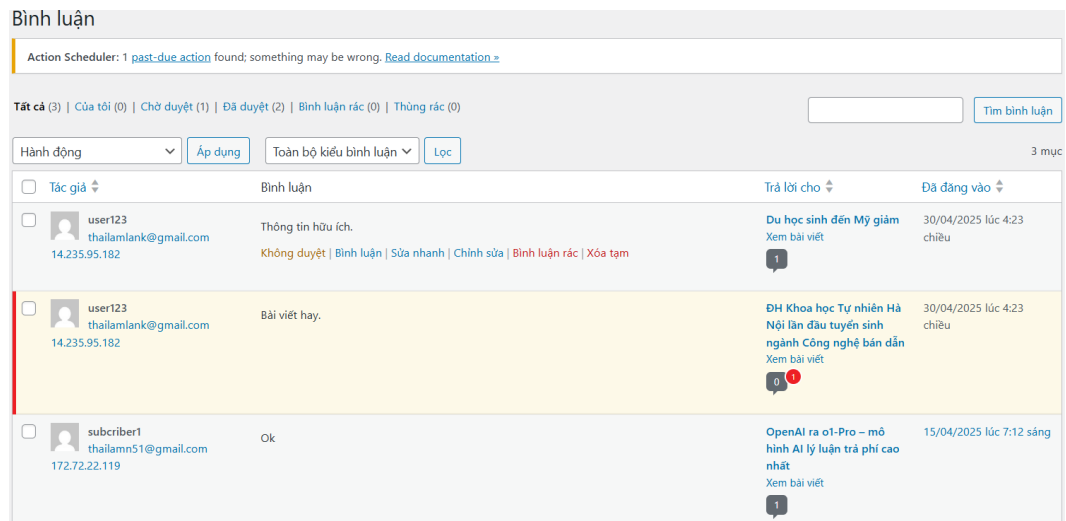 Bình luận
Action Scheduler: 1 past-due action found; something may be wrong. Read documentation »
Tất cả (3) | Của tôi (0) | Chờ duyệt (1) | Đã duyệt (2) | Bình luận rác (0) | Thùng rác (0)
Tìm bình luận
Hành động Áp dụng Toàn bộ kiểu bình luận Lọc 3 mục
Tác giả Bình luận Trả lời cho Đã đăng vào
user123
thailamlank@gmail.com
14.235.95.182
Thông tin hữu ích.
Không duyệt | Bình luận | Sửa nhanh | Chỉnh sửa | Bình luận rác | Xóa tạm
Du học sinh đến Mỹ giảm
Xem bài viết
1
30/04/2025 lúc 4:23
chiều
user123
thailamlank@gmail.com
14.235.95.182
Bài viết hay.
ĐH Khoa học Tự nhiên Hà
Nội lần đầu tuyển sinh
ngành Công nghệ bán dẫn
Xem bài viết
0 1
30/04/2025 lúc 4:23
chiều
subcriber1
thailamn51@gmail.com
172.72.22.119
Ok
OpenAI ra o1-Pro – mô
hình AI lý luận trả phí cao
nhất
Xem bài viết
1
15/04/2025 lúc 7:12 sáng